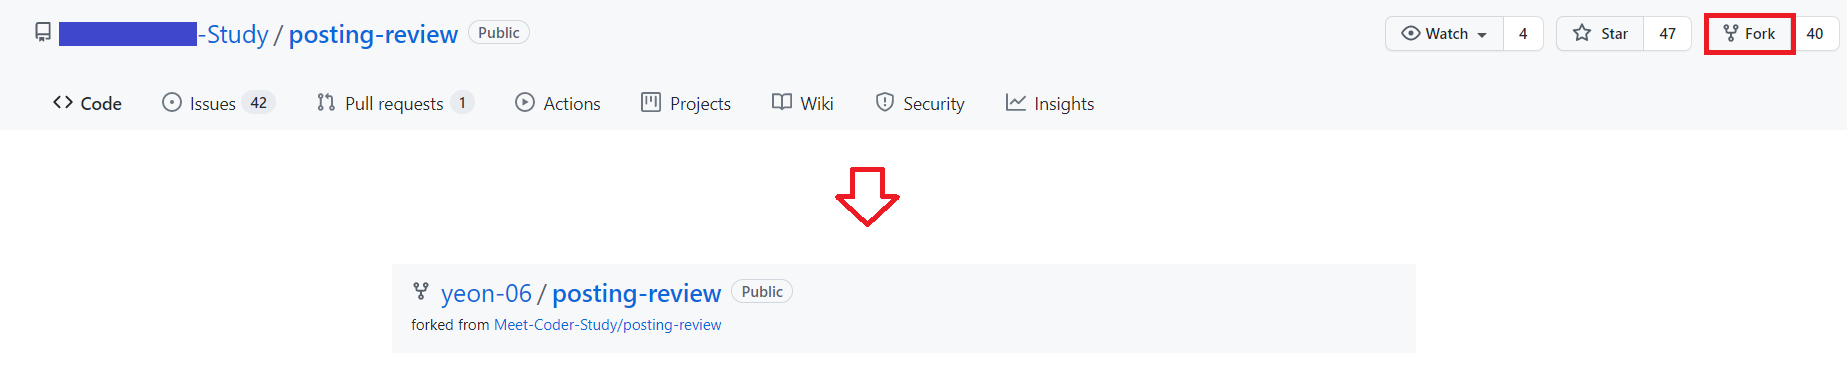 -Study / posting-review Public Watch 4 Star 47 Fork 40
Code Issues 42 Pull requests 1 Actions Projects Wiki Security Insights
yeon-06 / posting-review Public
forked from Meet-Coder-Study/posting-review